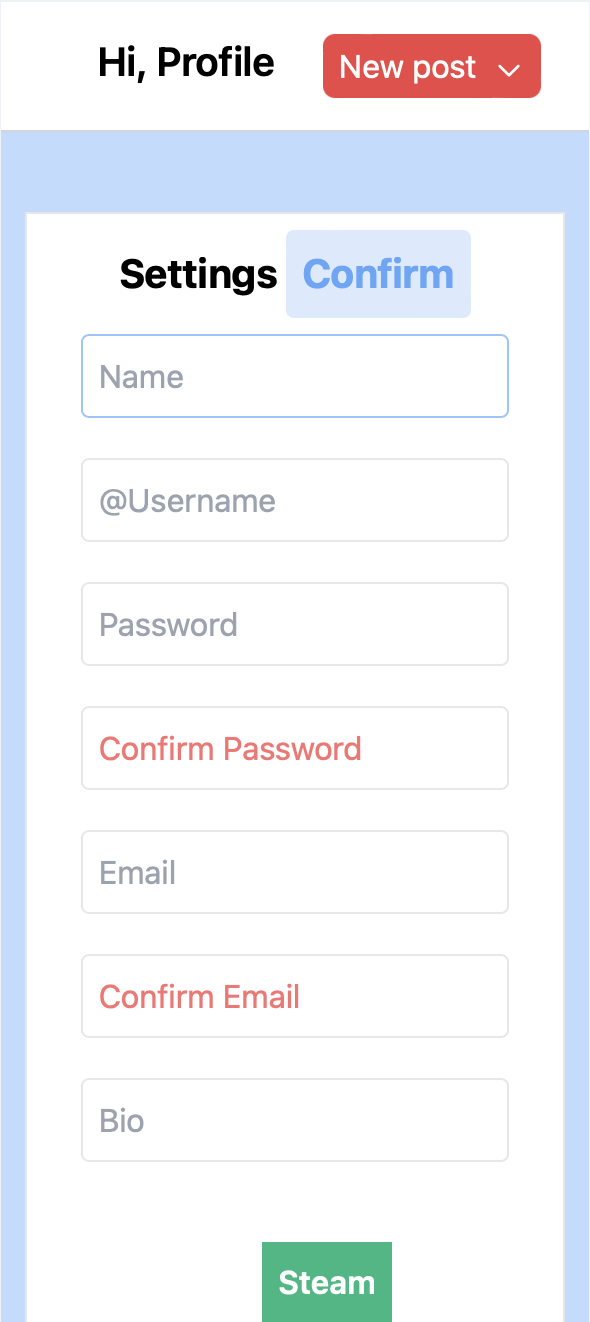 Hi, Profile New post
Settings Confirm
Name
@Username
Password
Confirm Password
Email
Confirm Email
Bio
Steam